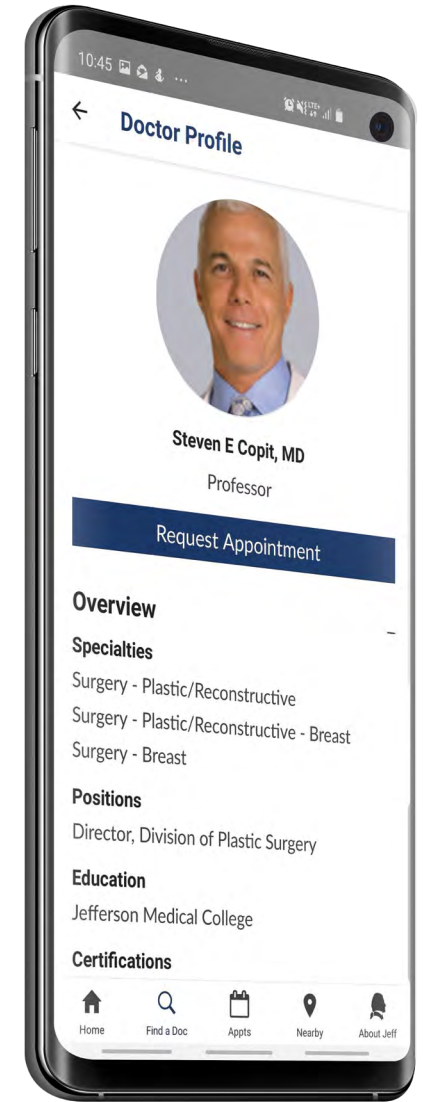 10:45
Doctor Profile
Steven E Copit, MD
Professor
Request Appointment
Overview
Specialties
Surgery - Plastic/Reconstructive
Surgery - Plastic/Reconstructive - Breast
Surgery - Breast
Positions
Director, Division of Plastic Surgery
Education
Jefferson Medical College
Certifications
Home Find a Doc Appts Nearby About Jeff